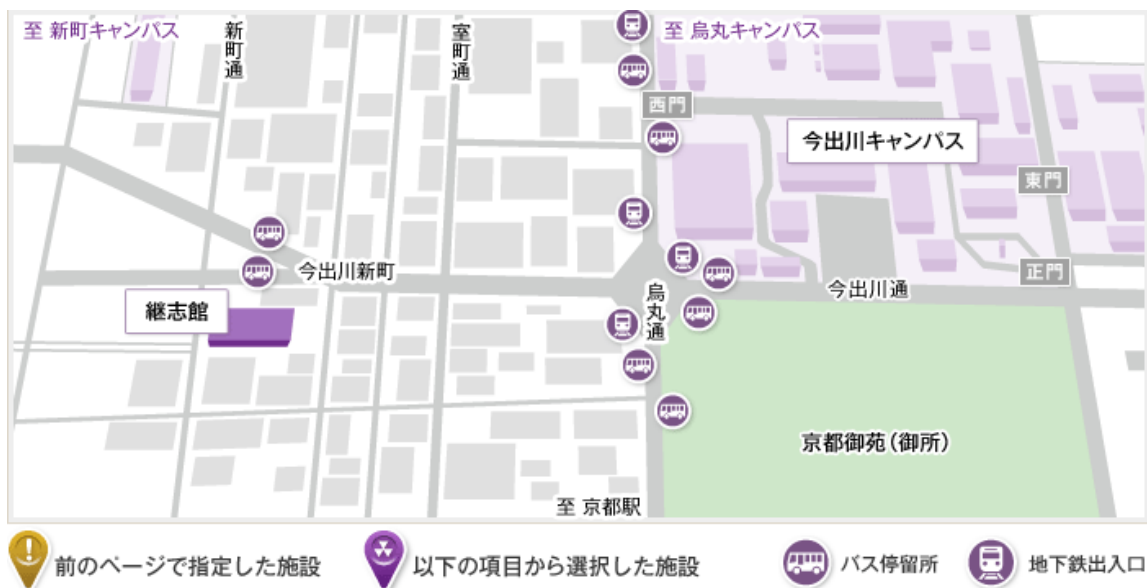 至 新町キャンパス
新町通
室町通
至 烏丸キャンパス
西門
今出川キャンパス
東門
正門
今出川新町
今出川通
烏丸通
継志館
京都御苑(御所)
至 京都駅
前のページで指定した施設
以下の項目から選択した施設
バス停留所
地下鉄出入口